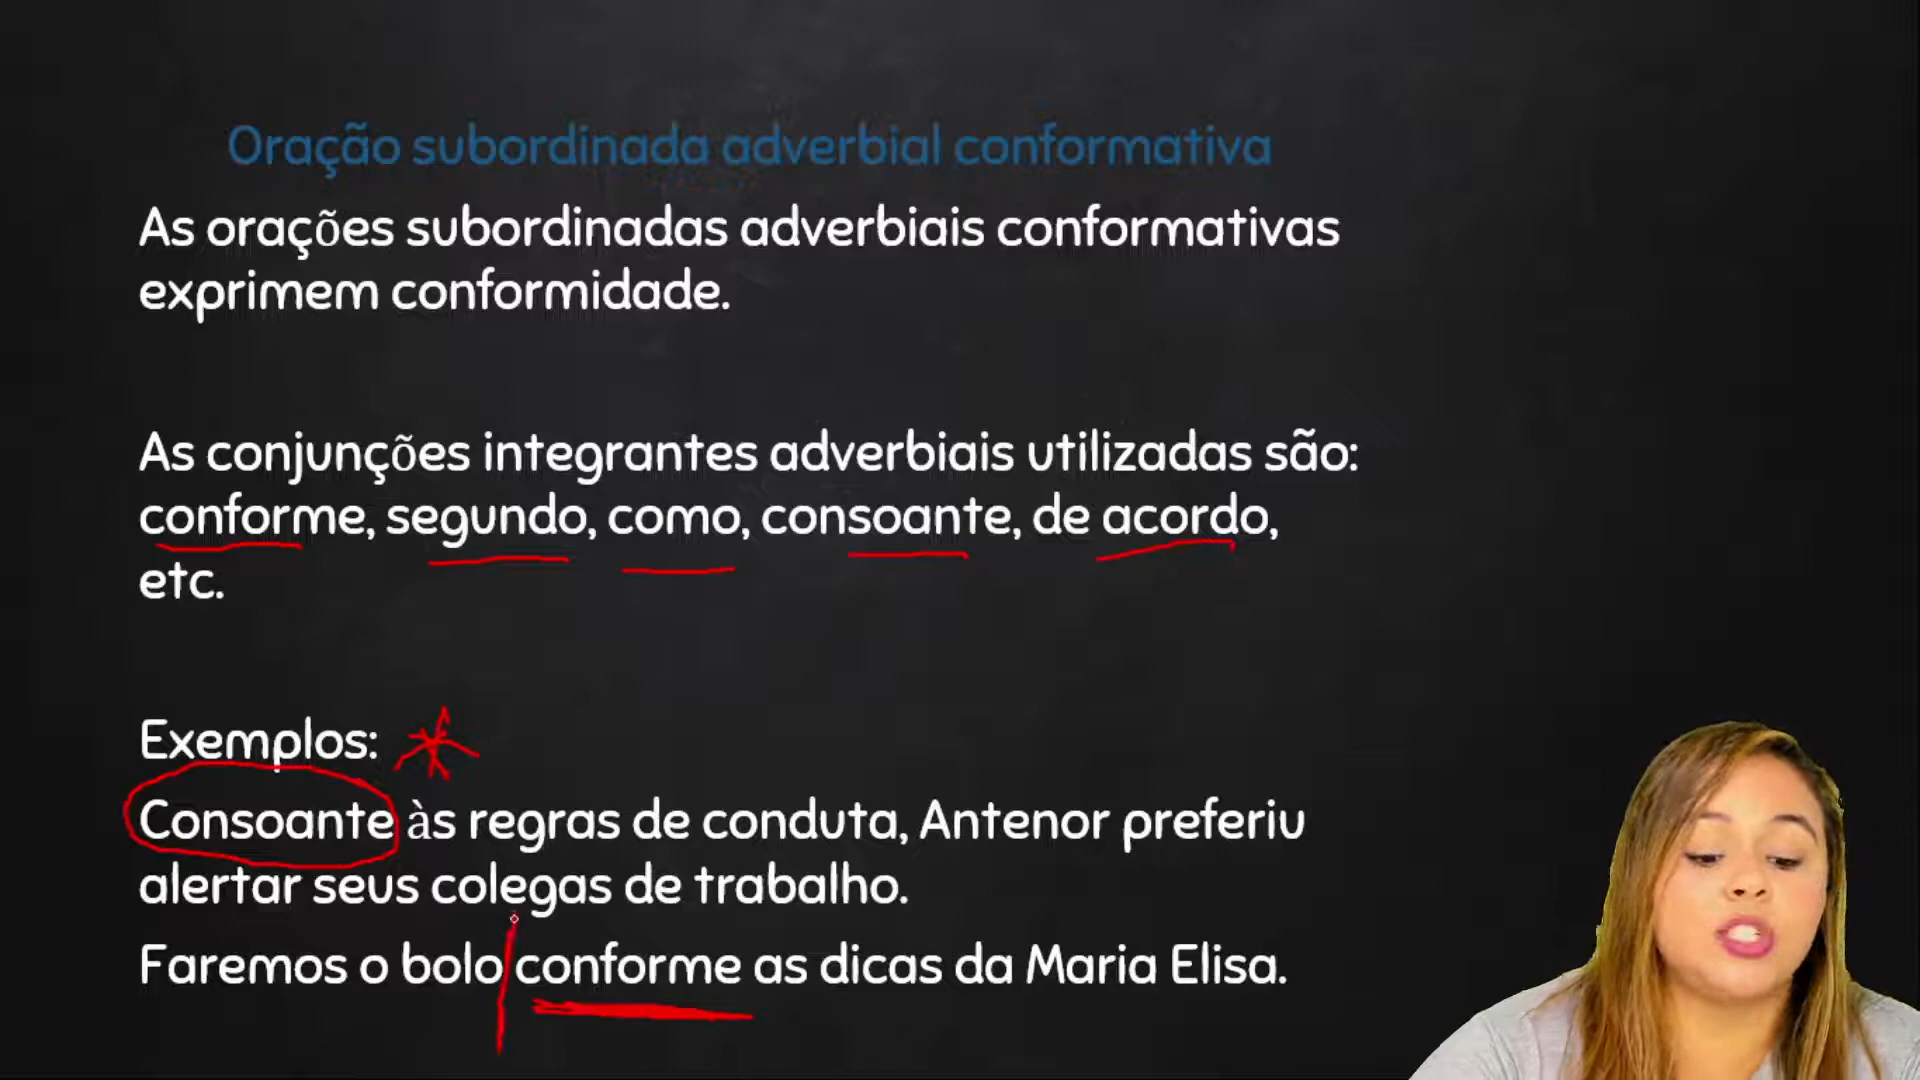 Oração subordinada adverbial conformativa
As orações subordinadas adverbiais conformativas
exprimem conformidade.
As conjunções integrantes adverbiais utilizadas são:
conforme, segundo, como, consoante, de acordo,
etc.
Exemplos:
Consoante às regras de conduta, Antenor preferiu
alertar seus colegas de trabalho.
Faremos o bolo conforme as dicas da Maria Elisa.